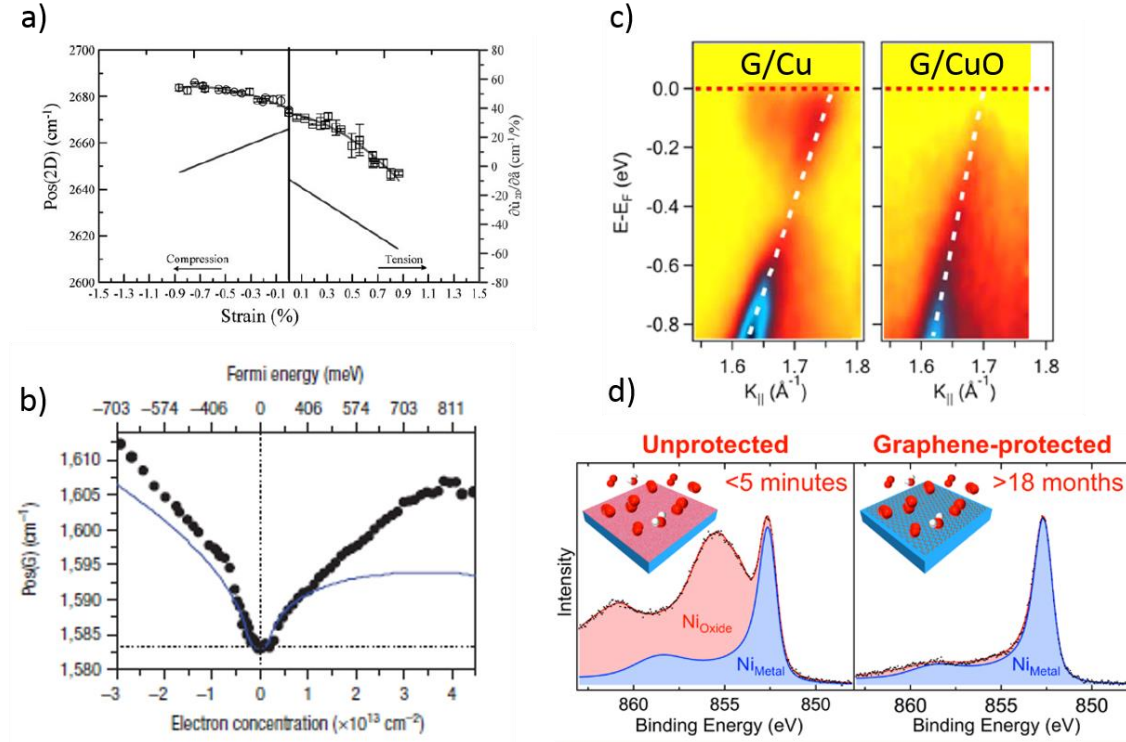 a)
Pos(2D) (cm⁻¹)
2700
2680
2660
2640
2620
2600
80
60
40
20
0
-20
-40
-60
-80
∂ù₂D/∂å (cm⁻¹/%)
Compression
Tension
-1.5 -1.3 -1.1 -0.9 -0.7 -0.5 -0.3 -0.1 0.1 0.3 0.5 0.7 0.9 1.1 1.3 1.5
Strain (%)
b)
Fermi energy (meV)
–703 –574 –406 0 406 574 703 811
Pos(G) (cm⁻¹)
1,610
1,605
1,600
1,595
1,590
1,585
1,580
–3 –2 –1 0 1 2 3 4
Electron concentration (×10¹³ cm⁻²)
c)
G/Cu
G/CuO
E-E_F (eV)
0.0
-0.2
-0.4
-0.6
-0.8
1.6 1.7 1.8
1.6 1.7 1.8
K|| (Å⁻¹)
K|| (Å⁻¹)
d)
Unprotected
Graphene-protected
<5 minutes
>18 months
Intensity
Ni_Oxide
Ni_Metal
Ni_Metal
860 855 850
860 855 850
Binding Energy (eV)
Binding Energy (eV)